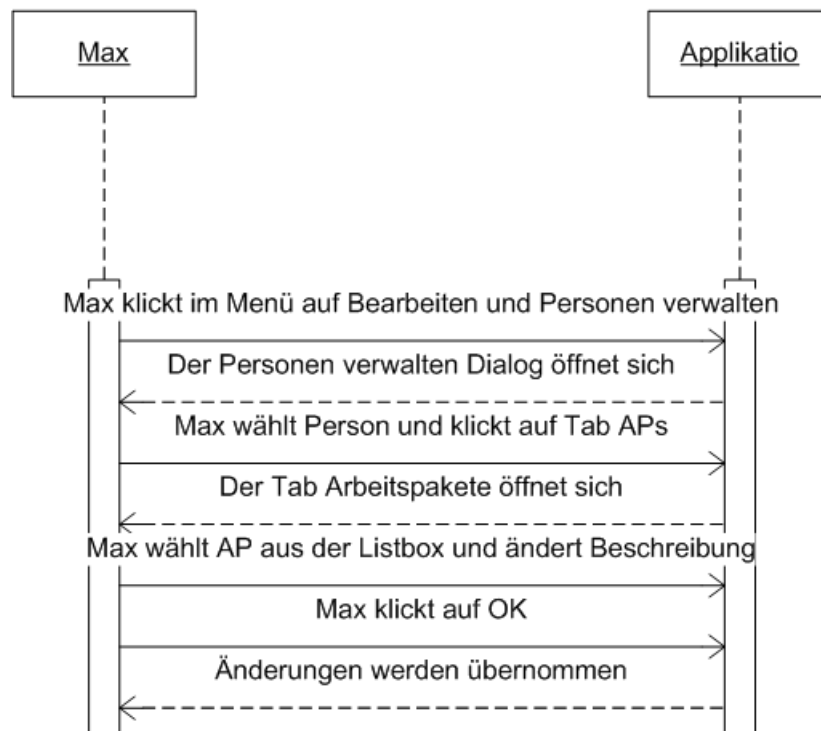 Max
Applikatio
Max klickt im Menü auf Bearbeiten und Personen verwalten
Der Personen verwalten Dialog öffnet sich
Max wählt Person und klickt auf Tab APs
Der Tab Arbeitspakete öffnet sich
Max wählt AP aus der Listbox und ändert Beschreibung
Max klickt auf OK
Änderungen werden übernommen